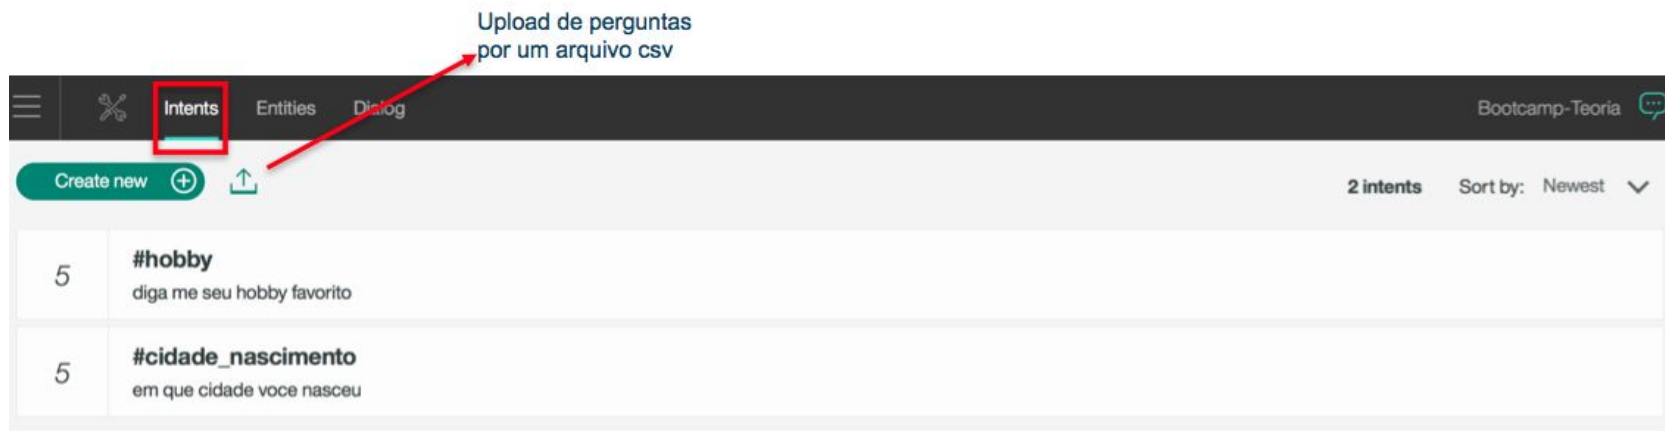 Upload de perguntas
por um arquivo csv
Intents Entities Dialog Bootcamp-Teoria
Create new 2 intents Sort by: Newest
5 #hobby
diga me seu hobby favorito
5 #cidade_nascimento
em que cidade voce nasceu